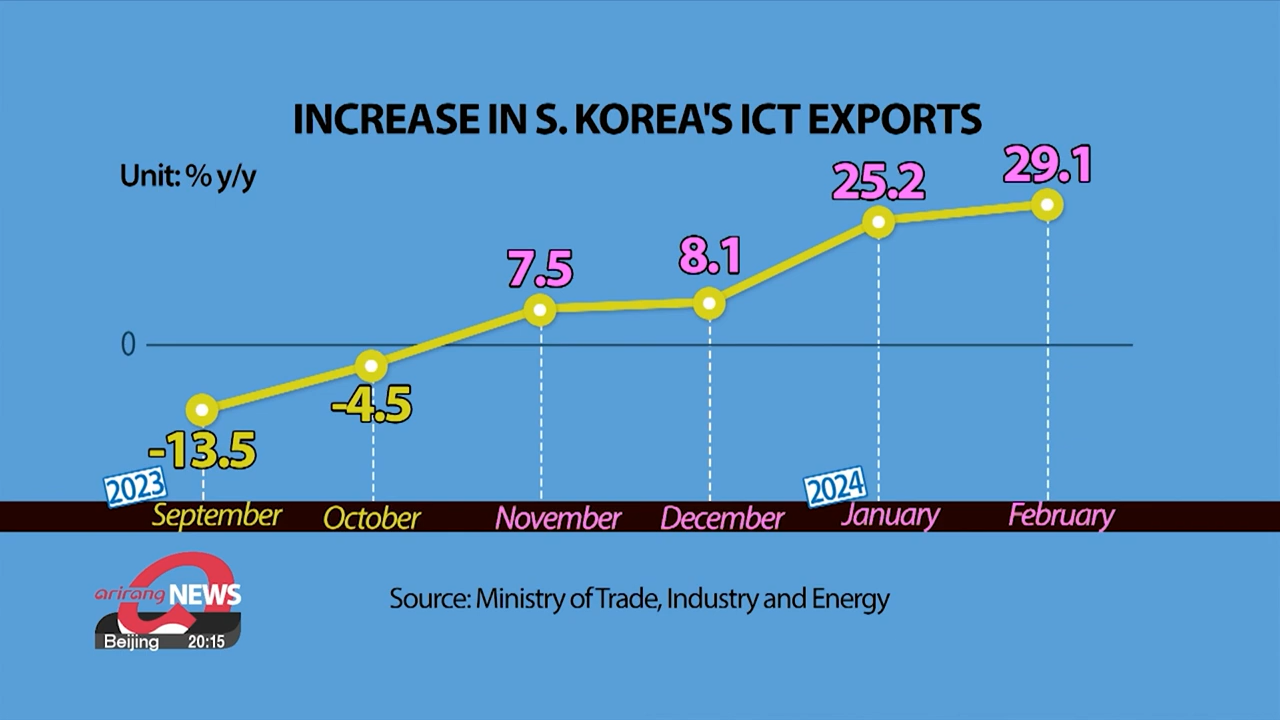 INCREASE IN S. KOREA'S ICT EXPORTS
Unit: % y/y
29.1
25.2
8.1
7.5
0
-4.5
-13.5
2023
2024
September October November December January February
Source: Ministry of Trade, Industry and Energy
arirang NEWS
Beijing 20:15